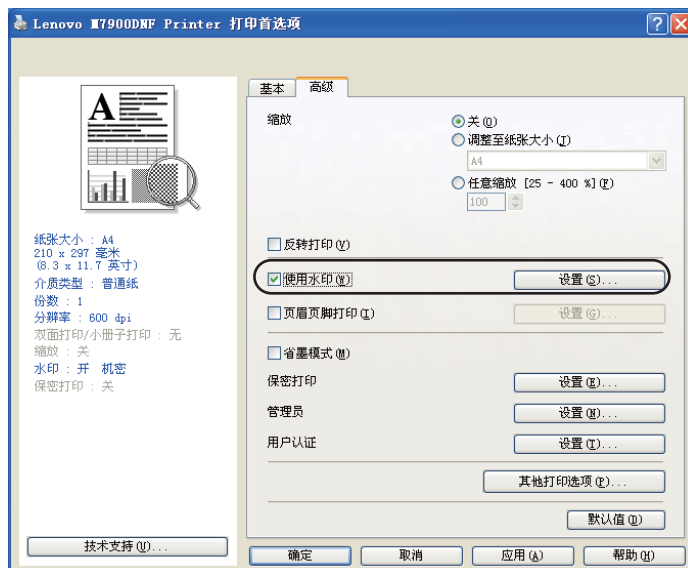 Lenovo M7900DNF Printer 打印首选项
基本 高级
A
纸张大小 : A4
210 x 297 毫米
(8.3 x 11.7 英寸)
介质类型 : 普通纸
份数 : 1
分辨率 : 600 dpi
双面打印/小册子打印 : 无
缩放 : 关
水印 : 开 机密
保密打印 : 关
技术支持(U)...
缩放
关(O)
调整至纸张大小(J)
A4
任意缩放 [25 - 400 %](F)
100
反转打印(V)
使用水印(W) 设置(S)...
页眉页脚打印(I) 设置(G)...
省墨模式(M)
保密打印 设置(E)...
管理员 设置(N)...
用户认证 设置(T)...
其他打印选项(P)...
默认值(D)
确定 取消 应用(A) 帮助(H)